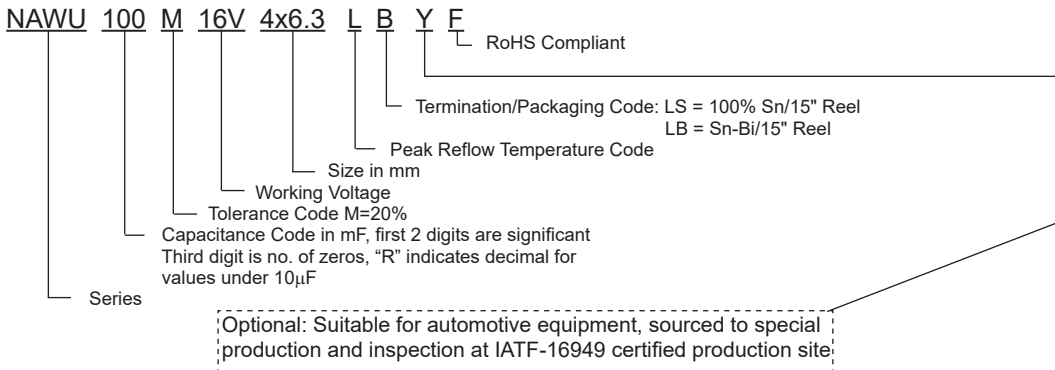 NAWU 100 M 16V 4x6.3 L B Y F
RoHS Compliant
Termination/Packaging Code: LS = 100% Sn/15" Reel
LB = Sn-Bi/15" Reel
Peak Reflow Temperature Code
Size in mm
Working Voltage
Tolerance Code M=20%
Capacitance Code in mF, first 2 digits are significant
Third digit is no. of zeros, “R” indicates decimal for
values under 10μF
Series
Optional: Suitable for automotive equipment, sourced to special
production and inspection at IATF-16949 certified production site